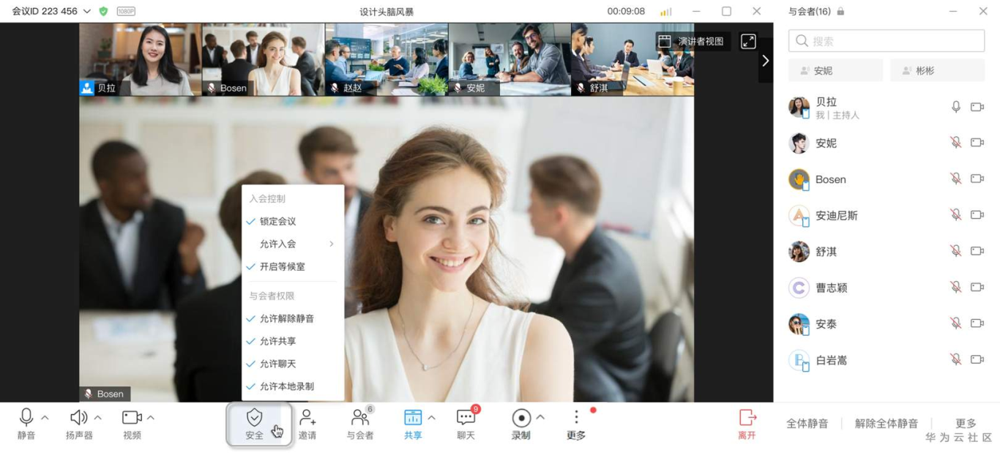 会议ID 223 456
1080P
设计头脑风暴
00:09:08
演讲者视图
贝拉
Bosen
赵赵
安妮
舒淇
入会控制
锁定会议
允许入会
开启等候室
与会者权限
允许解除静音
允许共享
允许聊天
允许本地录制
Bosen
静音
扬声器
视频
安全
邀请
6
与会者
共享
9
聊天
录制
更多
离开
与会者(16)
搜索
安妮
彬彬
贝拉
我 | 主持人
安妮
Bosen
安迪尼斯
舒淇
曹志颖
安泰
白岩嵩
全体静音
解除全体静音
更多
华为云社区